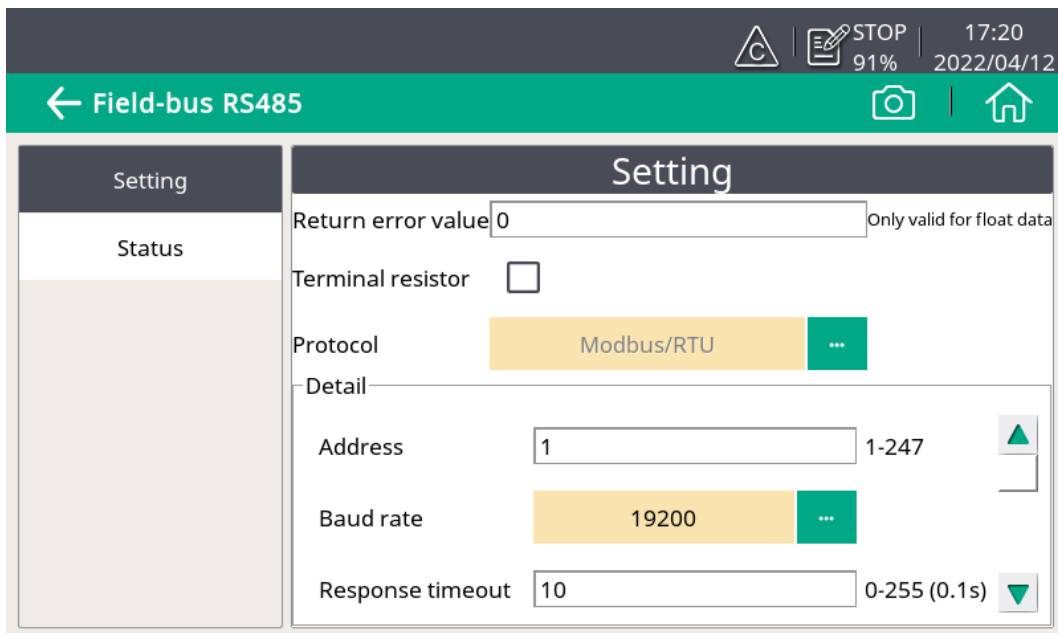 C
STOP
91%
17:20
2022/04/12
Field-bus RS485
Setting
Status
Setting
Return error value 0 Only valid for float data
Terminal resistor
Protocol Modbus/RTU ...
Detail
Address 1 1-247
Baud rate 19200 ...
Response timeout 10 0-255 (0.1s)